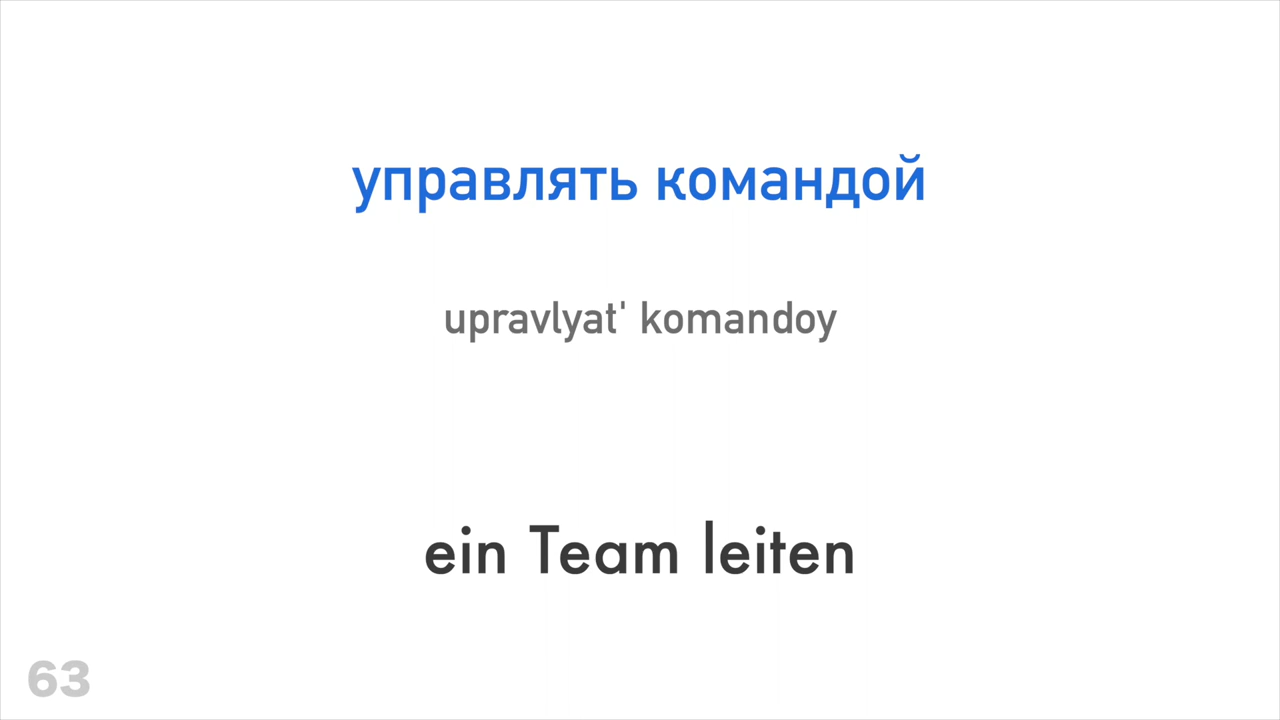 управлять командой
upravlyat' komandoy
ein Team leiten
63